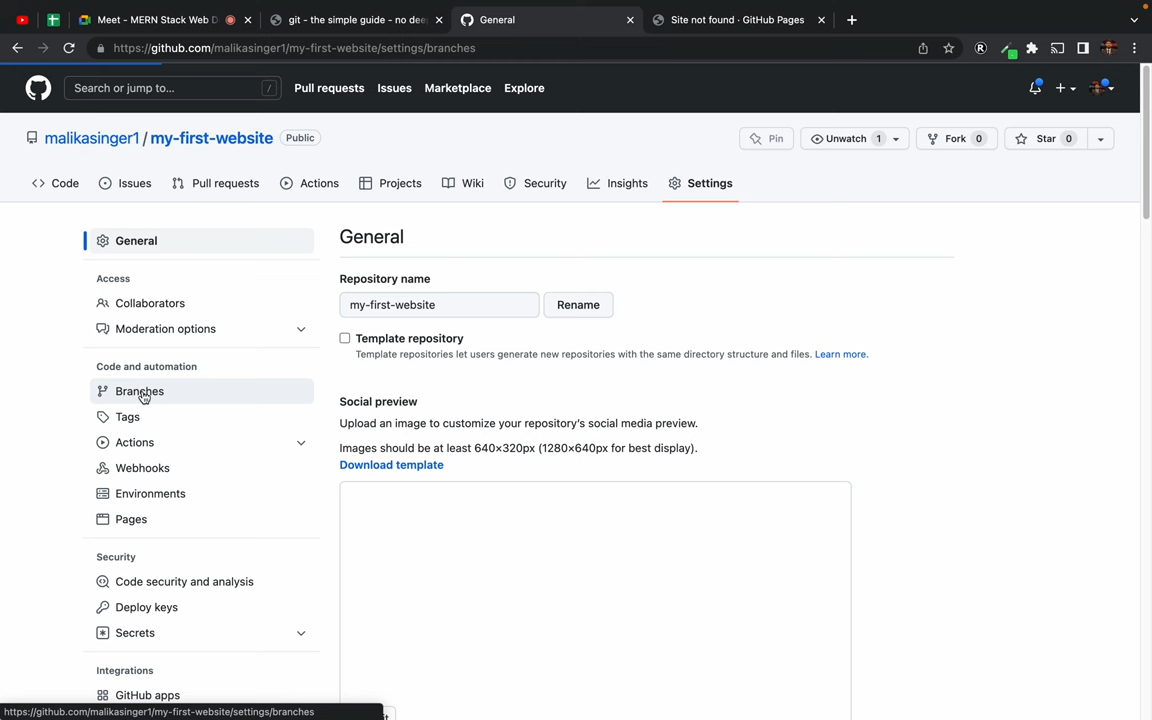 Meet - MERN Stack Web D
git - the simple guide - no dee
General
Site not found · GitHub Pages
https://github.com/malikasinger1/my-first-website/settings/branches
Search or jump to...
/
Pull requests
Issues
Marketplace
Explore
malikasinger1 / my-first-website
Public
Pin
Unwatch 1
Fork 0
Star 0
Code
Issues
Pull requests
Actions
Projects
Wiki
Security
Insights
Settings
General
Access
Collaborators
Moderation options
Code and automation
Branches
Tags
Actions
Webhooks
Environments
Pages
Security
Code security and analysis
Deploy keys
Secrets
Integrations
GitHub apps
General
Repository name
my-first-website
Rename
Template repository
Template repositories let users generate new repositories with the same directory structure and files. Learn more.
Social preview
Upload an image to customize your repository's social media preview.
Images should be at least 640×320px (1280×640px for best display).
Download template
https://github.com/malikasinger1/my-first-website/settings/branches